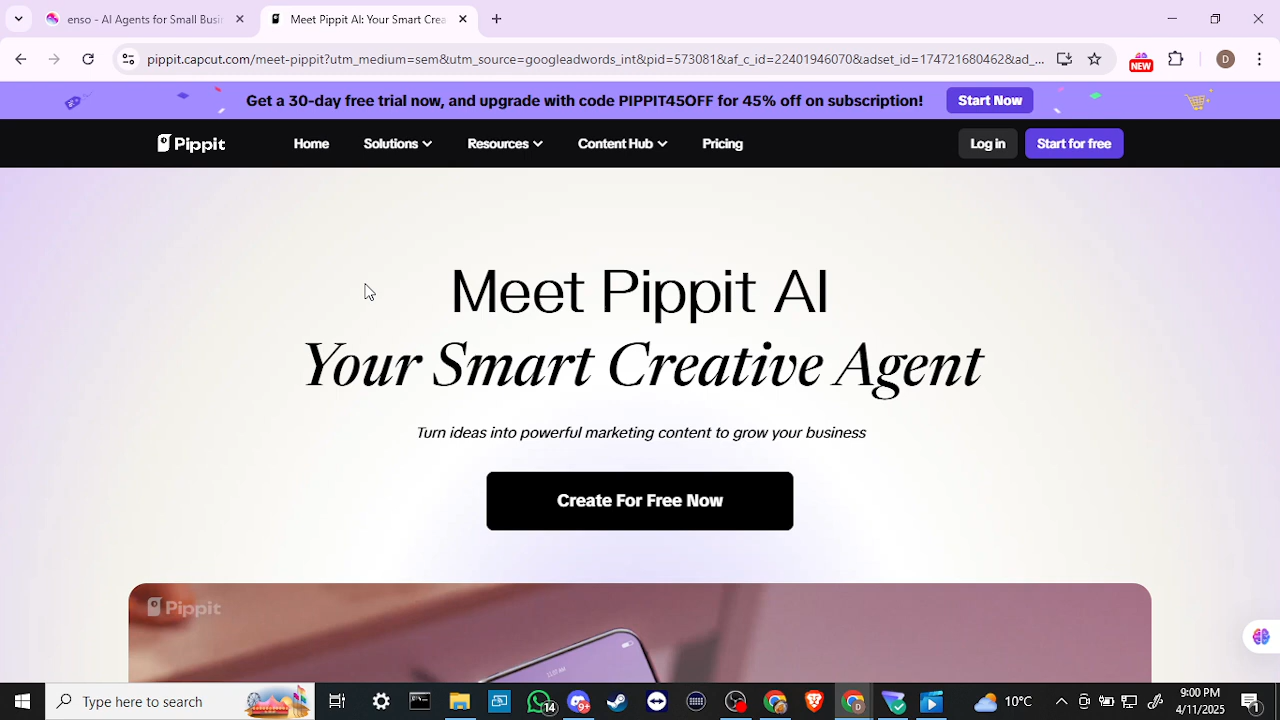 enso - AI Agents for Small Busi
Meet Pippit AI: Your Smart Crea
pippit.capcut.com/meet-pippit?utm_medium=sem&utm_source=googleadwords_int&pid=573081&af_c_id=22401946070&adset_id=174721680462&ad_...
NEW
D
Get a 30-day free trial now, and upgrade with code PIPPIT45OFF for 45% off on subscription!
Start Now
Pippit
Home
Solutions
Resources
Content Hub
Pricing
Log in
Start for free
Meet Pippit AI
Your Smart Creative Agent
Turn ideas into powerful marketing content to grow your business
Create For Free Now
Pippit
11:57 AM
Type here to search
10°C
9:00 PM
4/11/2025